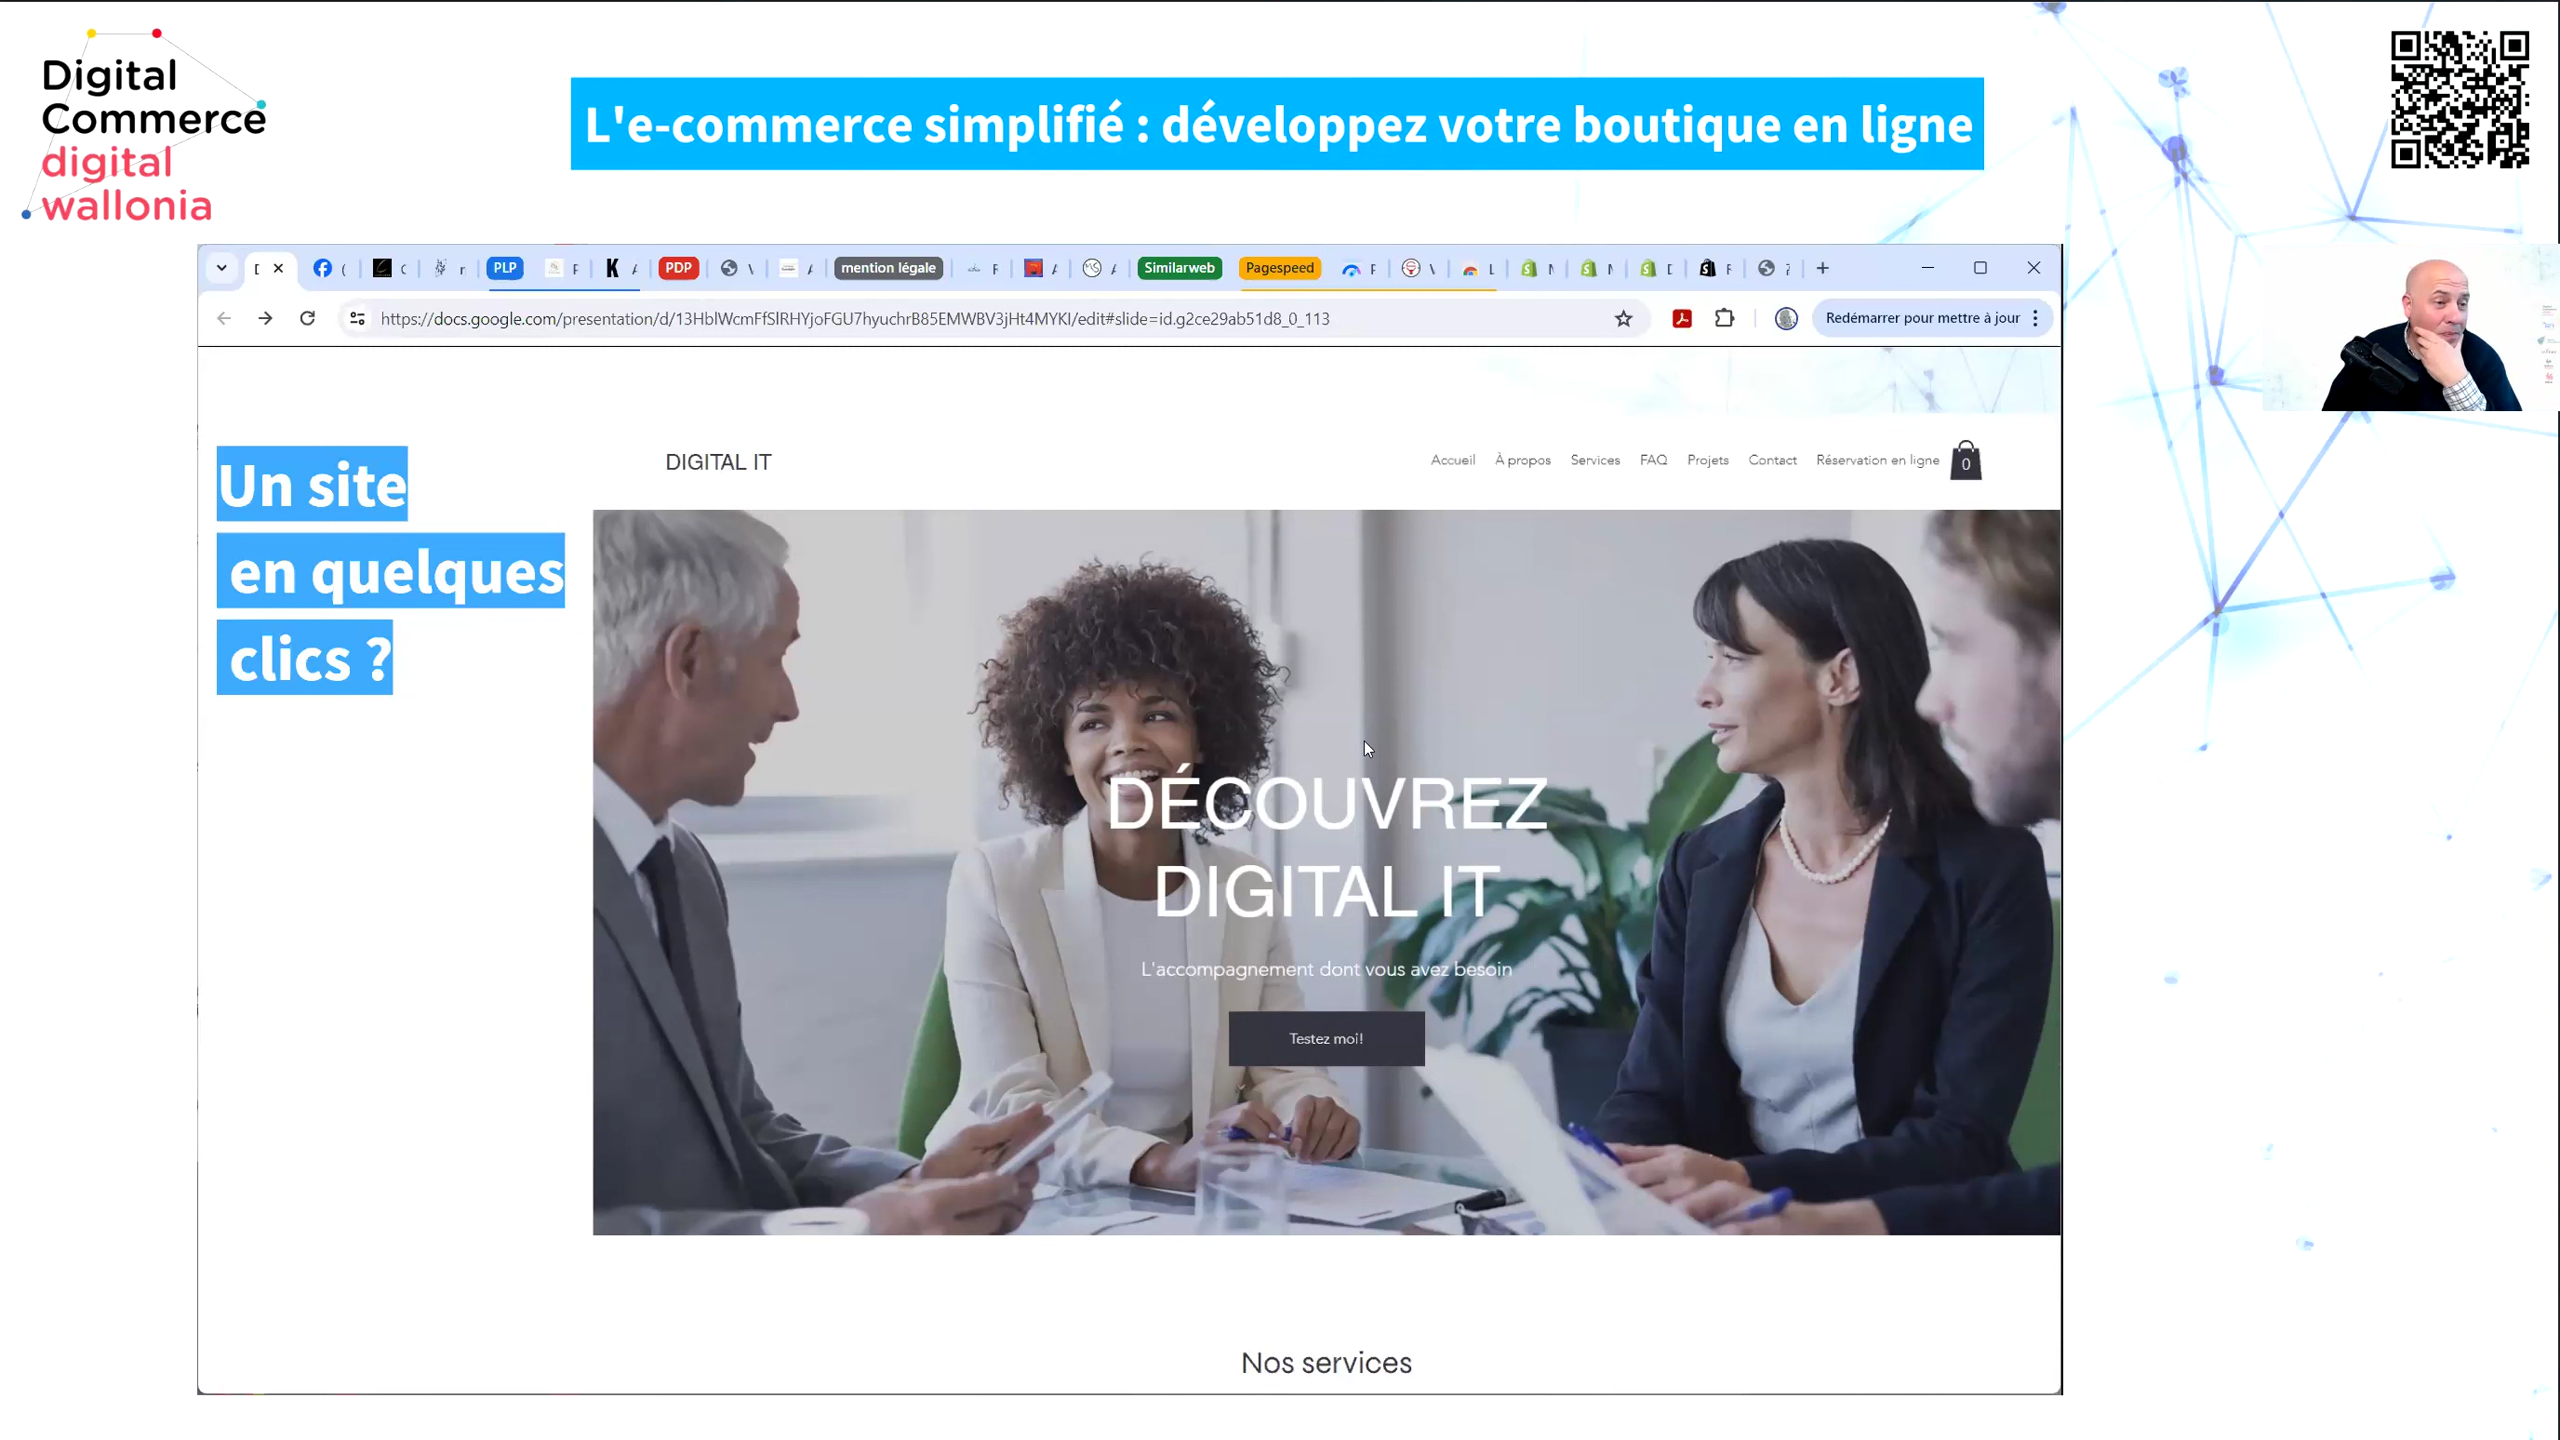 Digital
Commerce
digital
wallonia
L'e-commerce simplifié : développez votre boutique en ligne
PLP
PDP
mention légale
Similarweb
Pagespeed
https://docs.google.com/presentation/d/13HblWcmFfSlRHYjoFGU7hyuchrB85EMWBV3jHt4MYKI/edit#slide=id.g2ce29ab51d8_0_113
Redémarrer pour mettre à jour
Un site
en quelques
clics ?
DIGITAL IT
Accueil À propos Services FAQ Projets Contact Réservation en ligne 0
DÉCOUVREZ
DIGITAL IT
L'accompagnement dont vous avez besoin
Testez moi!
Nos services